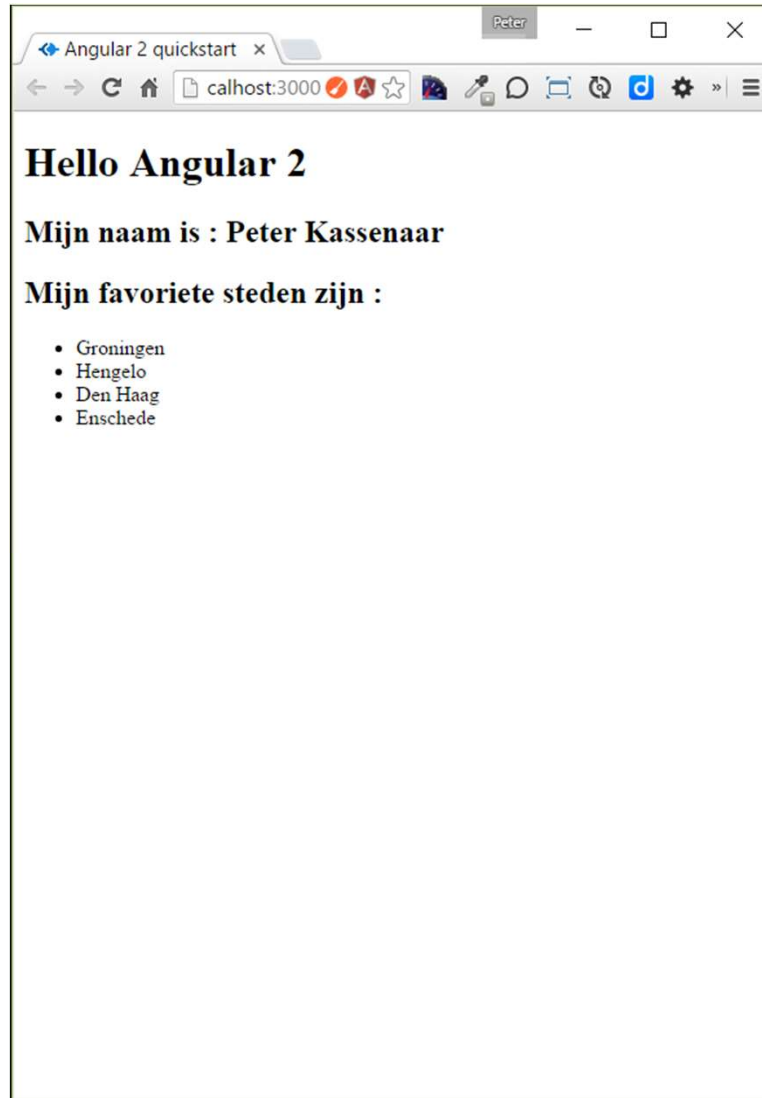 Peter
Angular 2 quickstart
calhost:3000
Hello Angular 2
Mijn naam is : Peter Kassenaar
Mijn favoriete steden zijn :
Groningen
Hengelo
Den Haag
Enschede